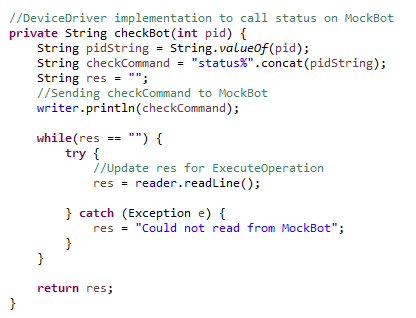 //DeviceDriver implementation to call status on MockBot
private String checkBot(int pid) {
    String pidString = String.valueOf(pid);
    String checkCommand = "status%".concat(pidString);
    String res = "";
    //Sending checkCommand to MockBot
    writer.println(checkCommand);

    while(res == "") {
        try {
            //Update res for ExecuteOperation
            res = reader.readLine();

        } catch (Exception e) {
            res = "Could not read from MockBot";
        }
    }

    return res;
}